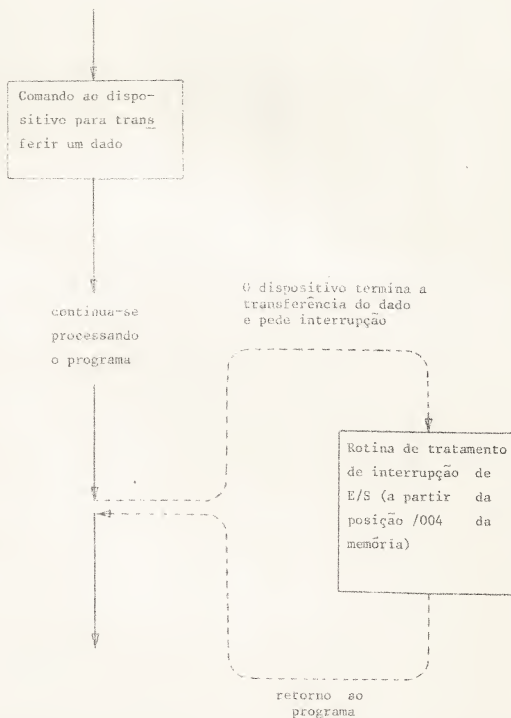 Comando ao dispo-
sitivo para trans
ferir um dado
O dispositivo termina a
transferência do dado
e pede interrupção
continua-se
processando
o programa
Rotina de tratamento
de interrupção de
E/S (a partir da
posição /004 da
memória)
retorno ao
programa